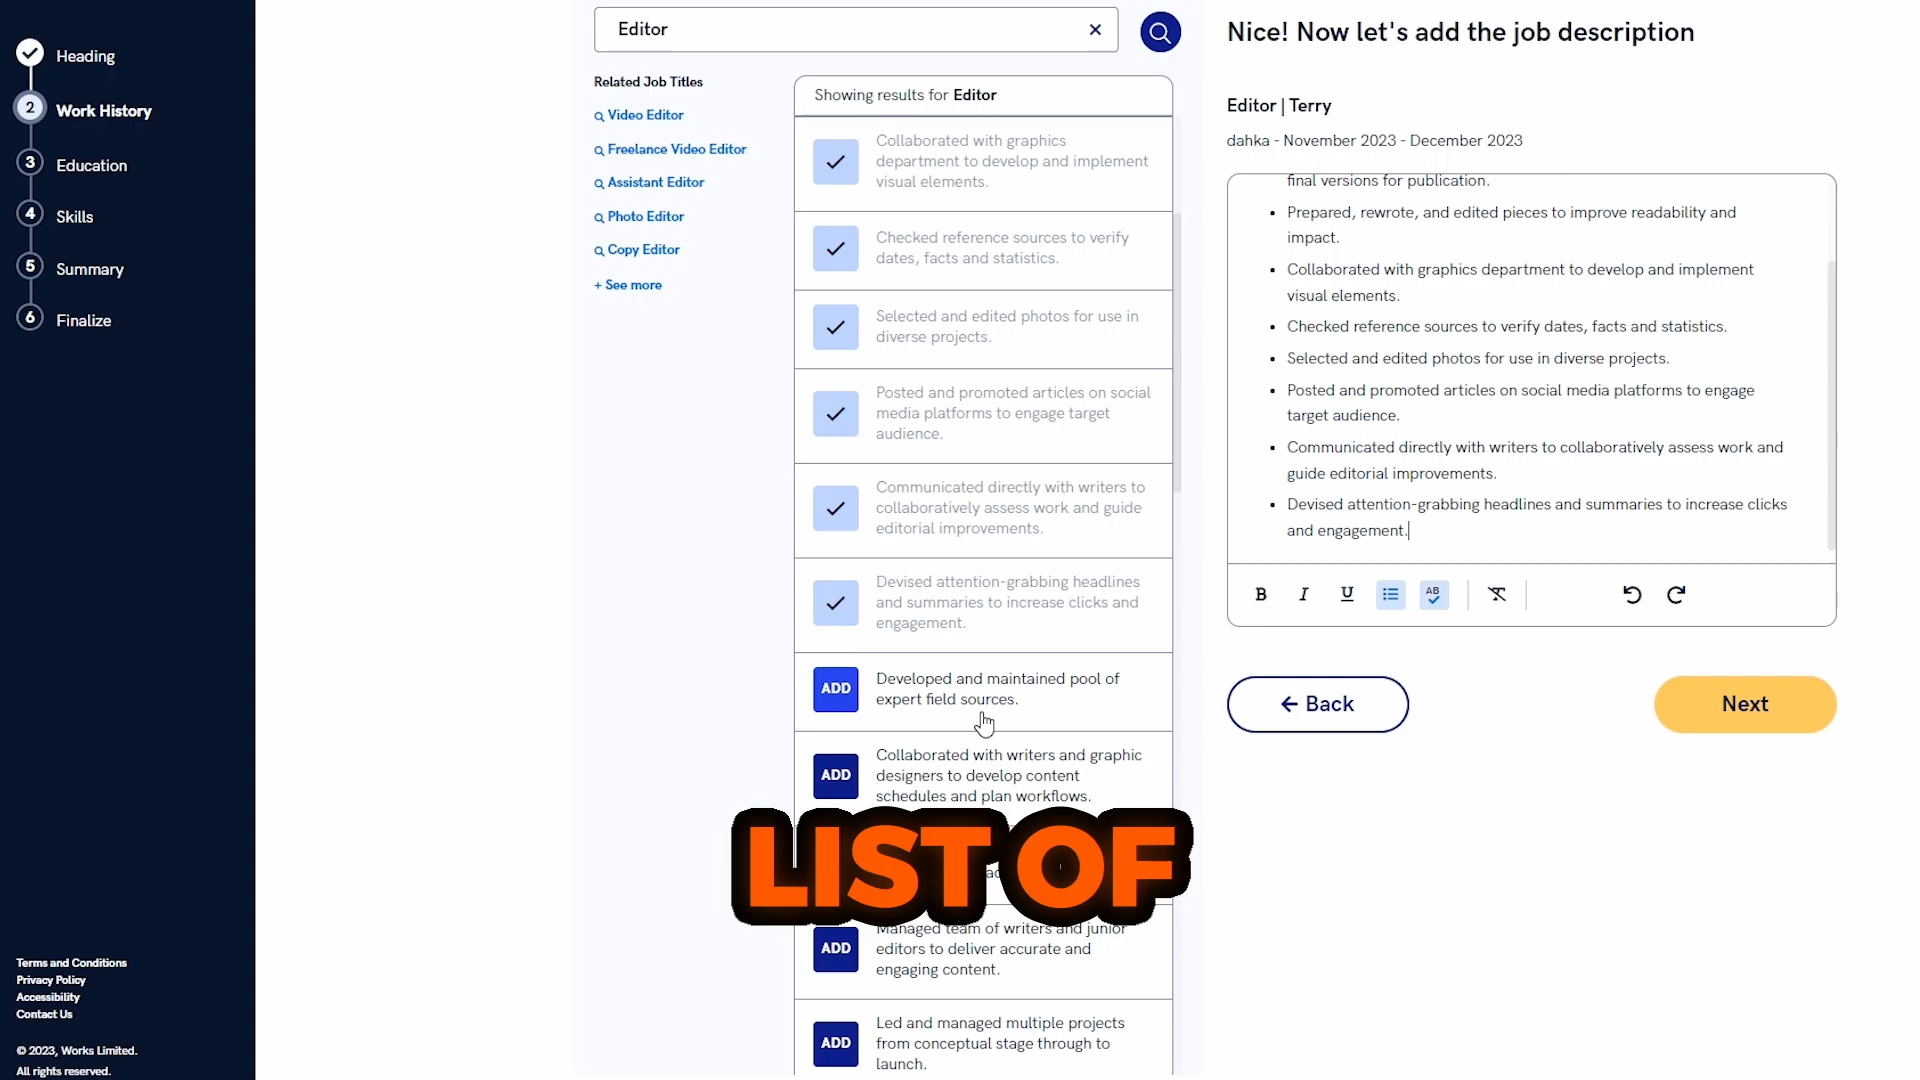 Heading
2
Work History
3
Education
4
Skills
5
Summary
6
Finalize
Terms and Conditions
Privacy Policy
Accessibility
Contact Us
© 2023, Works Limited.
All rights reserved.
Editor
Related Job Titles
Video Editor
Freelance Video Editor
Assistant Editor
Photo Editor
Copy Editor
+ See more
Showing results for Editor
Collaborated with graphics
department to develop and implement
visual elements.
Checked reference sources to verify
dates, facts and statistics.
Selected and edited photos for use in
diverse projects.
Posted and promoted articles on social
media platforms to engage target
audience.
Communicated directly with writers to
collaboratively assess work and guide
editorial improvements.
Devised attention-grabbing headlines
and summaries to increase clicks and
engagement.
ADD
Developed and maintained pool of
expert field sources.
ADD
Collaborated with writers and graphic
designers to develop content
schedules and plan workflows.
LIST OF
ADD
Managed team of writers and junior
editors to deliver accurate and
engaging content.
ADD
Led and managed multiple projects
from conceptual stage through to
launch.
Nice! Now let's add the job description
Editor | Terry
dahka - November 2023 - December 2023
final versions for publication.
• Prepared, rewrote, and edited pieces to improve readability and
impact.
• Collaborated with graphics department to develop and implement
visual elements.
• Checked reference sources to verify dates, facts and statistics.
• Selected and edited photos for use in diverse projects.
• Posted and promoted articles on social media platforms to engage
target audience.
• Communicated directly with writers to collaboratively assess work and
guide editorial improvements.
• Devised attention-grabbing headlines and summaries to increase clicks
and engagement.
B I U AB
← Back
Next